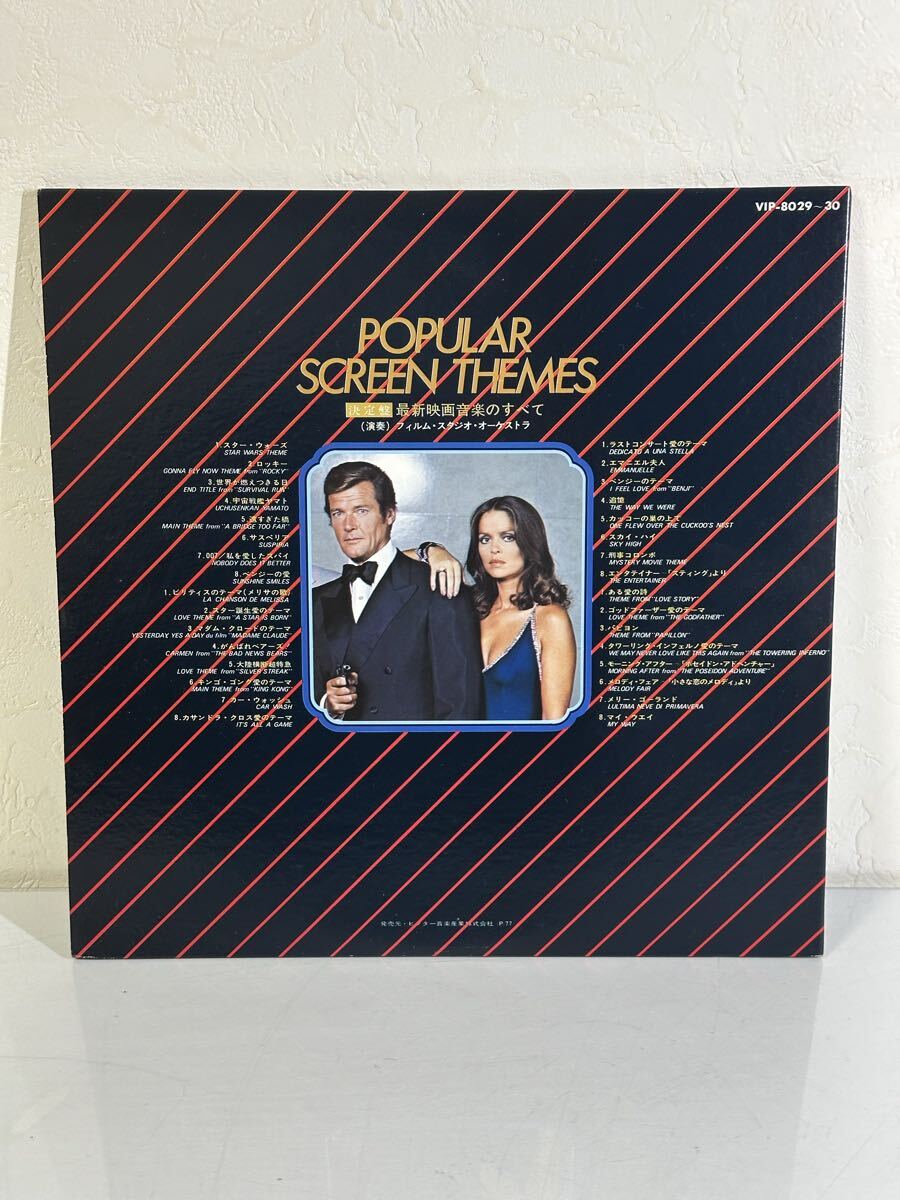 VIP-8029~30
POPULAR
SCREEN THEMES
決定盤 最新映画音楽のすべて
(演奏) フィルム・スタジオ・オーケストラ
1.スター・ウォーズ
STAR WARS THEME
2.ロッキー
GONNA FLY NOW THEME from "ROCKY"
3.世界が燃えつきる日
END TITLE from "SURVIVAL RUN"
4.宇宙戦艦ヤマト
UCHUSENKAN YAMATO
5.遠すぎた橋
MAIN THEME from "A BRIDGE TOO FAR"
6.サスペリア
SUSPIRIA
7.007/私を愛したスパイ
NOBODY DOES IT BETTER
8.ベンジーの愛
SUNSHINE SMILES
1.ビリティスのテーマ(メリサの歌)
LA CHANSON DE MELISSA
2.スター誕生愛のテーマ
LOVE THEME from "A STAR IS BORN"
3.マダム・クロードのテーマ
YESTERDAY, YES A DAY du film "MADAME CLAUDE"
4.がんばれベアーズ!
CARMEN from "THE BAD NEWS BEARS"
5.大陸横断超特急
LOVE THEME from "SILVER STREAK"
6.キング・コング愛のテーマ
MAIN THEME from "KING KONG"
7.カー・ウォッシュ
CAR WASH
8.カサンドラ・クロス愛のテーマ
IT'S ALL A GAME
1.ラストコンサート愛のテーマ
DEDICATO A UNA STELLA
2.エマニエル夫人
EMMANUELLE
3.ベンジーのテーマ
I FEEL LOVE from "BENJI"
4.追憶
THE WAY WE WERE
5.カッコーの巣の上で
ONE FLEW OVER THE CUCKOO'S NEST
6.スカイ・ハイ
SKY HIGH
7.刑事コロンボ
MYSTERY MOVIE THEME
8.エンタテイナー「スティング」より
THE ENTERTAINER
1.ある愛の詩
THEME FROM "LOVE STORY"
2.ゴッドファーザー愛のテーマ
LOVE THEME from "THE GODFATHER"
3.パピヨン
THEME FROM "PAPILLON"
4.タワーリング・インフェルノ愛のテーマ
WE MAY NEVER LOVE LIKE THIS AGAIN from "THE TOWERING INFERNO"
5.モーニング・アフター「ポセイドン・アドベンチャー」
MORNING AFTER from "THE POSEIDON ADVENTURE"
6.メロディ・フェア「小さな恋のメロディ」より
MELODY FAIR
7.メリー・ゴーランド
LULTIMA NEVE DI PRIMAVERA
8.マイ・ウエイ
MY WAY
発売元・ビクター音楽産業株式会社 P.77